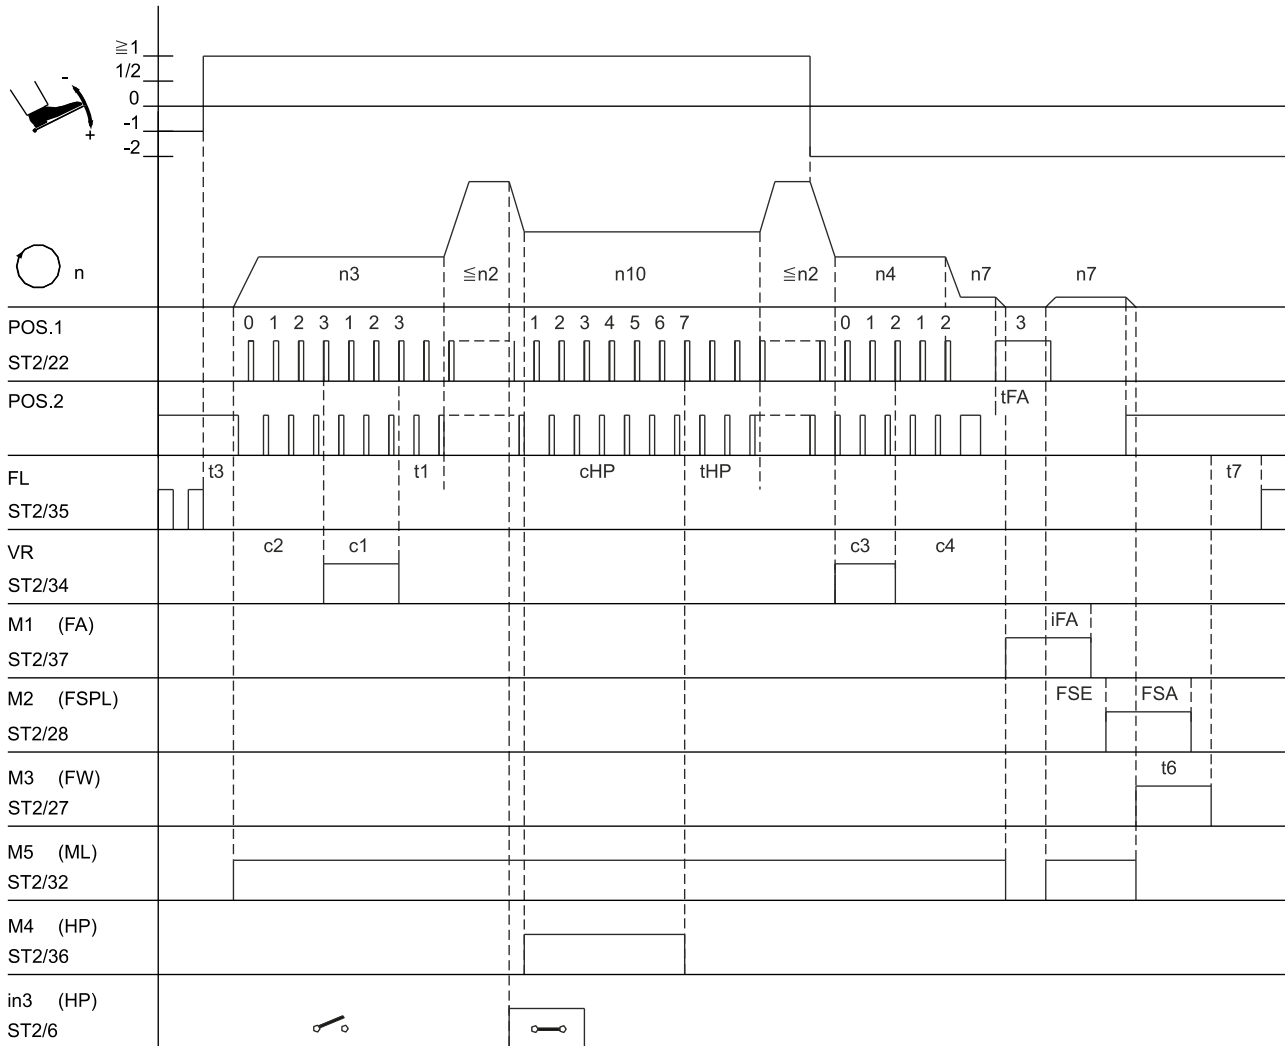 ≧1
1/2
0
-1
-2
-
+
n
n3
≦n2
n10
≦n2
n4
n7
n7
POS.1
ST2/22
0 1 2 3 1 2 3
1 2 3 4 5 6 7
0 1 2 1 2
3
POS.2
tFA
FL
ST2/35
t3
t1
cHP
tHP
t7
VR
ST2/34
c2
c1
c3
c4
M1 (FA)
ST2/37
iFA
M2 (FSPL)
ST2/28
FSE
FSA
M3 (FW)
ST2/27
t6
M5 (ML)
ST2/32
M4 (HP)
ST2/36
in3 (HP)
ST2/6